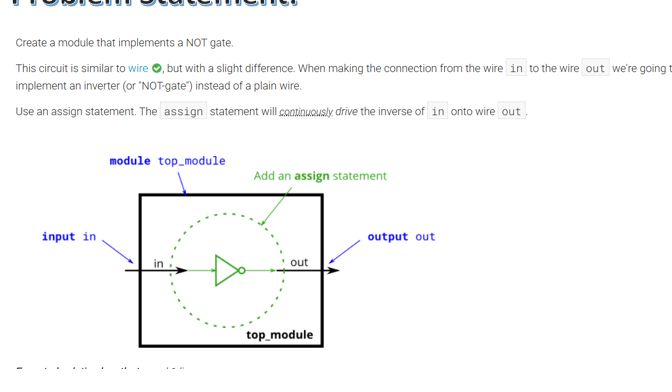 Problem Statement:
Create a module that implements a NOT gate.
This circuit is similar to wire, but with a slight difference. When making the connection from the wire in to the wire out we're going
implement an inverter (or "NOT-gate") instead of a plain wire.
Use an assign statement. The assign statement will continuously drive the inverse of in onto wire out.
module top_module
Add an assign statement
input in
output out
in
out
top_module